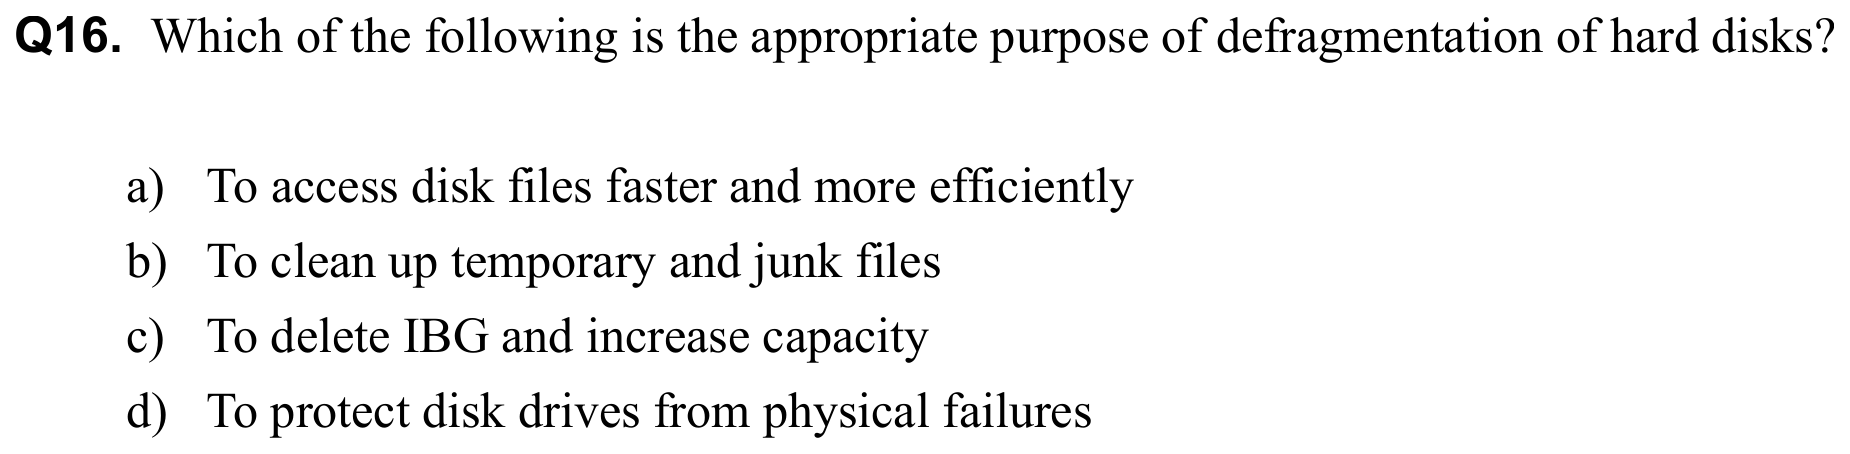 Q16. Which of the following is the appropriate purpose of defragmentation of hard disks?
a) To access disk files faster and more efficiently
b) To clean up temporary and junk files
c) To delete IBG and increase capacity
d) To protect disk drives from physical failures